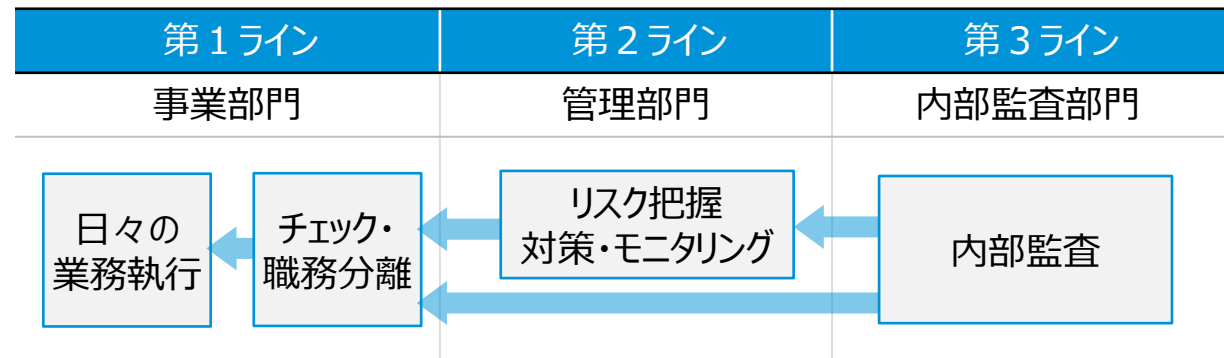 第１ライン
第２ライン
第３ライン
事業部門
管理部門
内部監査部門
日々の
業務執行
チェック・
職務分離
リスク把握
対策・モニタリング
内部監査